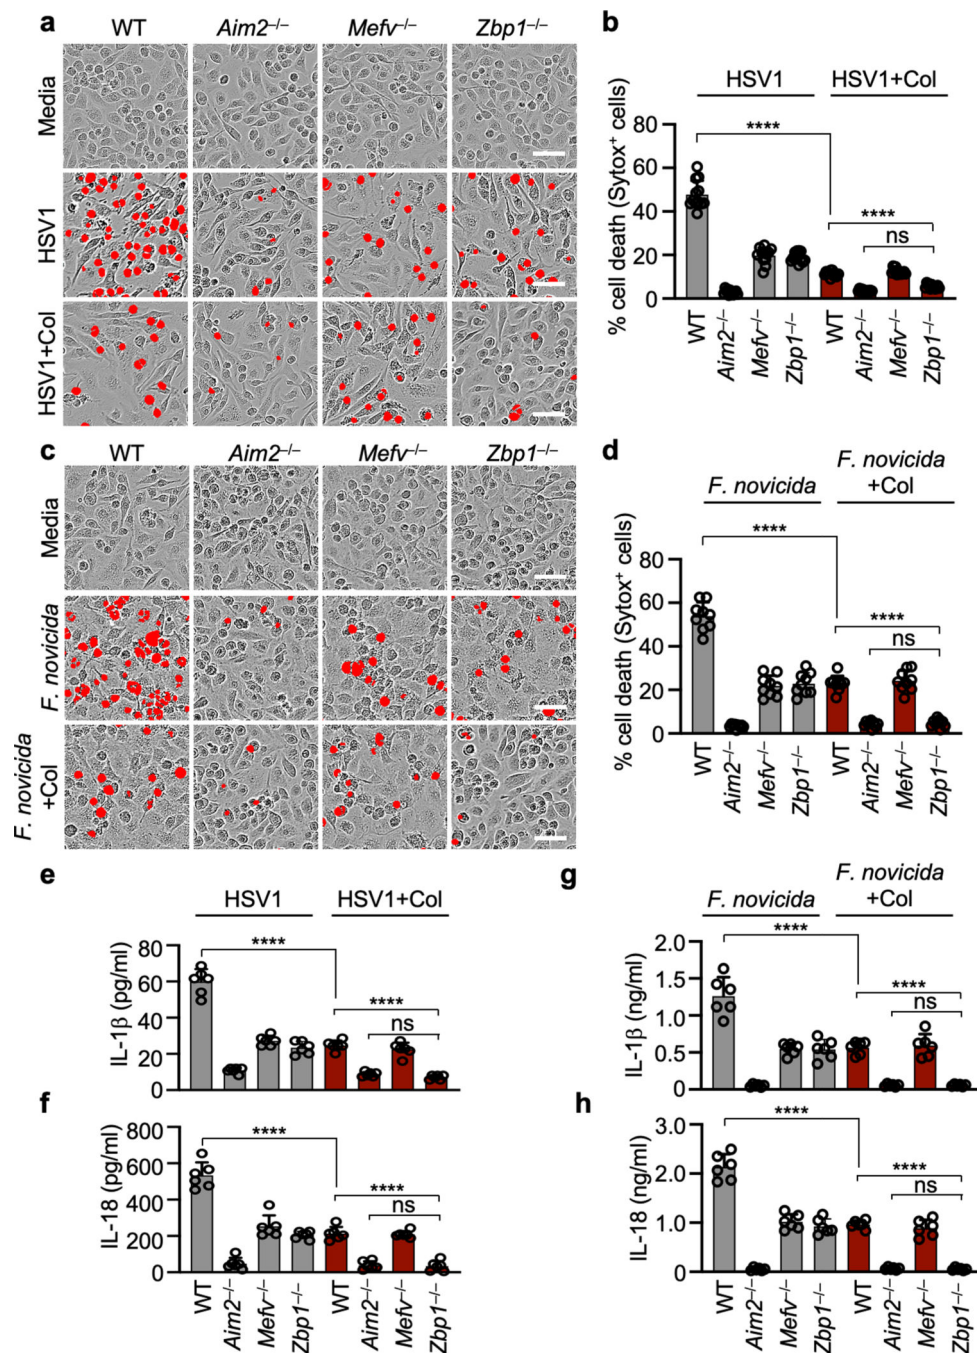 a
WT Aim2–/– Mefv–/– Zbp1–/–
Media
HSV1
HSV1+Col
b
HSV1 HSV1+Col
% cell death (Sytox+ cells)
80
60
40
20
0
****
****
ns
WT Aim2–/– Mefv–/– Zbp1–/– WT Aim2–/– Mefv–/– Zbp1–/–
c
WT Aim2–/– Mefv–/– Zbp1–/–
Media
F. novicida
F. novicida
+Col
d
F. novicida
F. novicida
+Col
% cell death (Sytox+ cells)
80
60
40
20
0
****
****
ns
WT Aim2–/– Mefv–/– Zbp1–/– WT Aim2–/– Mefv–/– Zbp1–/–
e
HSV1 HSV1+Col
IL-1β (pg/ml)
80
60
40
20
0
****
****
ns
f
IL-18 (pg/ml)
800
600
400
200
0
****
****
ns
WT Aim2–/– Mefv–/– Zbp1–/– WT Aim2–/– Mefv–/– Zbp1–/–
g
F. novicida
F. novicida
+Col
IL-1β (ng/ml)
2.0
1.5
1.0
0.5
0
****
****
ns
h
IL-18 (ng/ml)
3.0
2.0
1.0
0
****
****
ns
WT Aim2–/– Mefv–/– Zbp1–/– WT Aim2–/– Mefv–/– Zbp1–/–